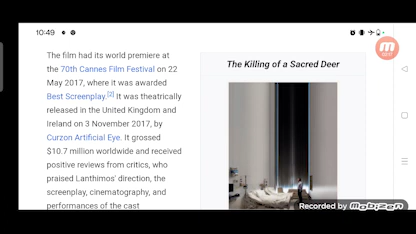 10:49
The film had its world premiere at
the 70th Cannes Film Festival on 22
May 2017, where it was awarded
Best Screenplay.[2] It was theatrically
released in the United Kingdom and
Ireland on 3 November 2017, by
Curzon Artificial Eye. It grossed
$10.7 million worldwide and received
positive reviews from critics, who
praised Lanthimos' direction, the
screenplay, cinematography, and
performances of the cast
The Killing of a Sacred Deer
M
Recorded by Mobizen